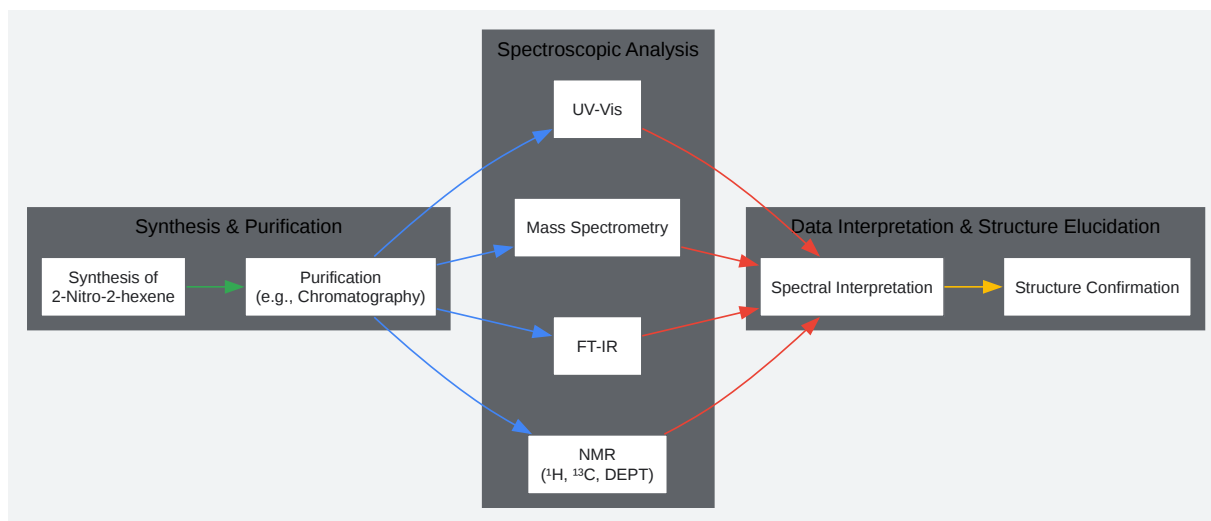 Synthesis & Purification
Synthesis of
2-Nitro-2-hexene
Purification
(e.g., Chromatography)
Spectroscopic Analysis
UV-Vis
Mass Spectrometry
FT-IR
NMR
(¹H, ¹³C, DEPT)
Data Interpretation & Structure Elucidation
Spectral Interpretation
Structure Confirmation